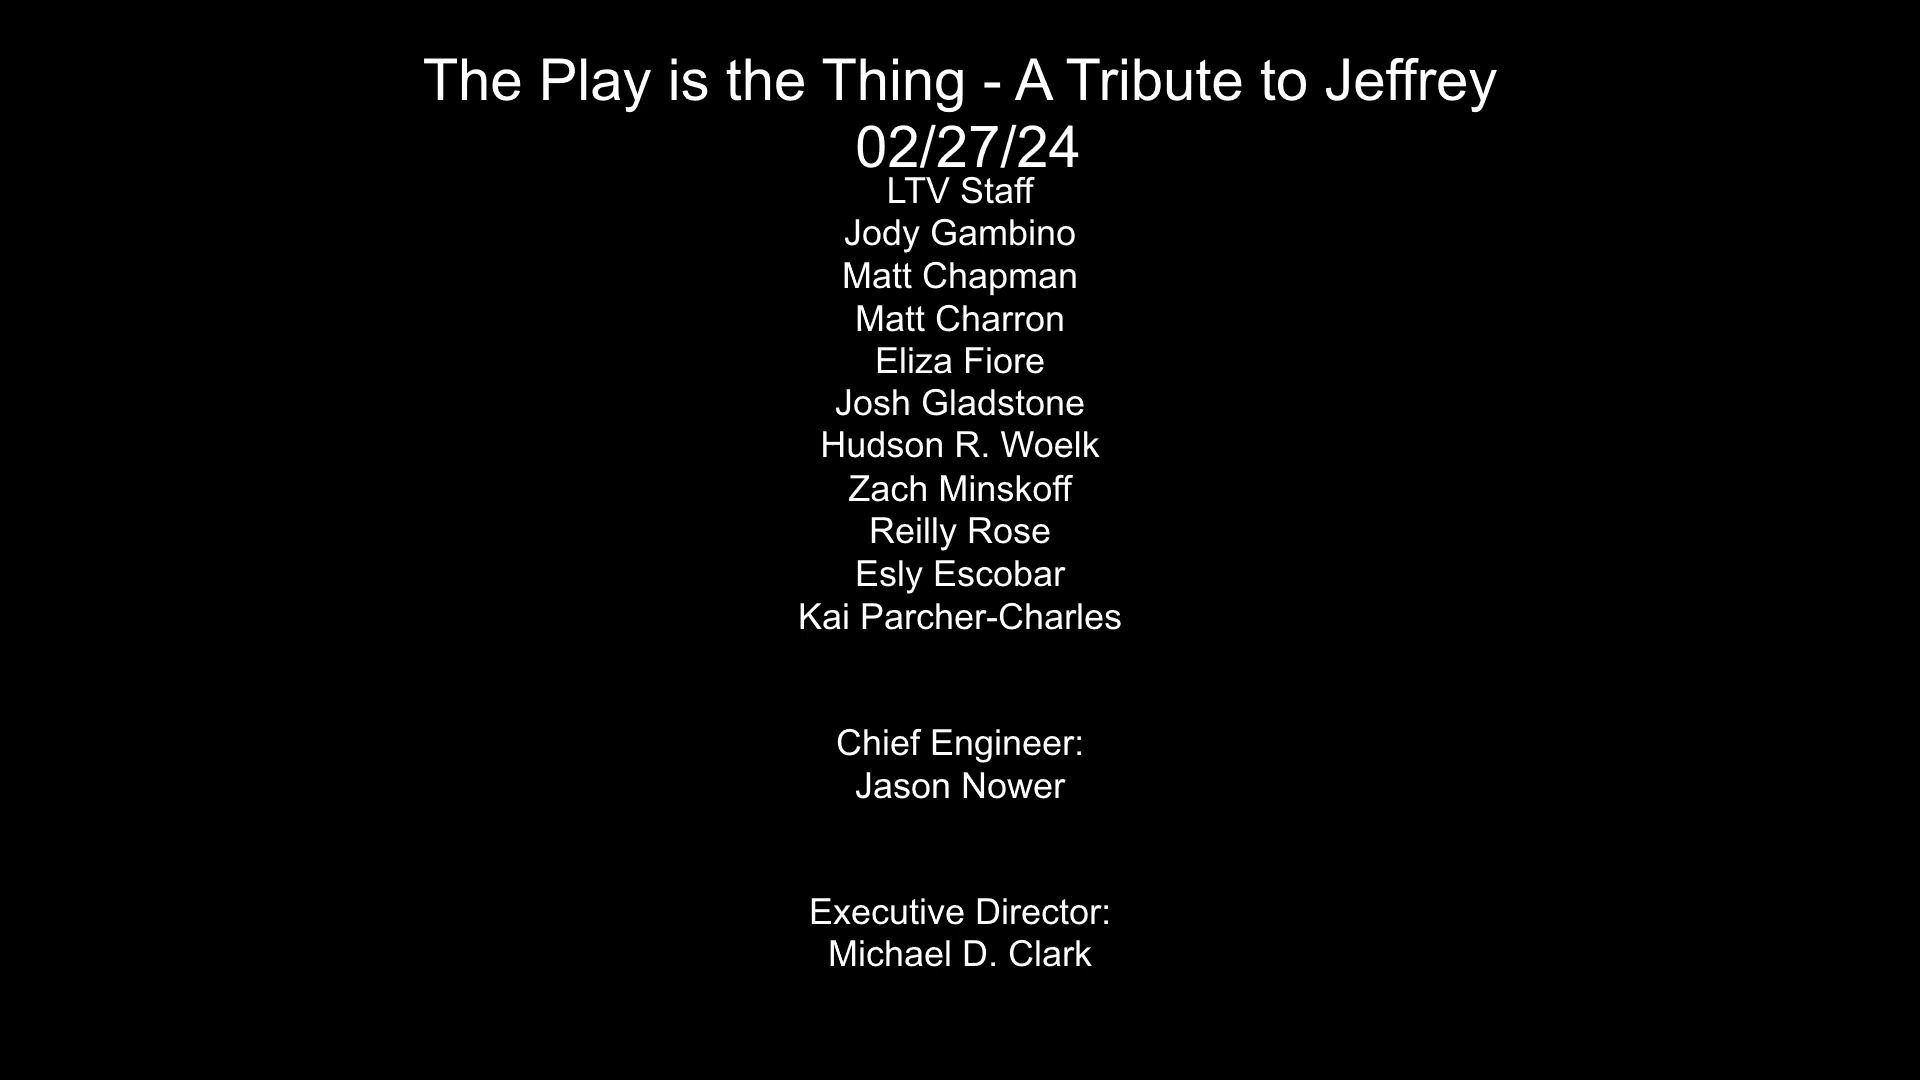 The Play is the Thing - A Tribute to Jeffrey
02/27/24
LTV Staff
Jody Gambino
Matt Chapman
Matt Charron
Eliza Fiore
Josh Gladstone
Hudson R. Woelk
Zach Minskoff
Reilly Rose
Esly Escobar
Kai Parcher-Charles
Chief Engineer:
Jason Nower
Executive Director:
Michael D. Clark